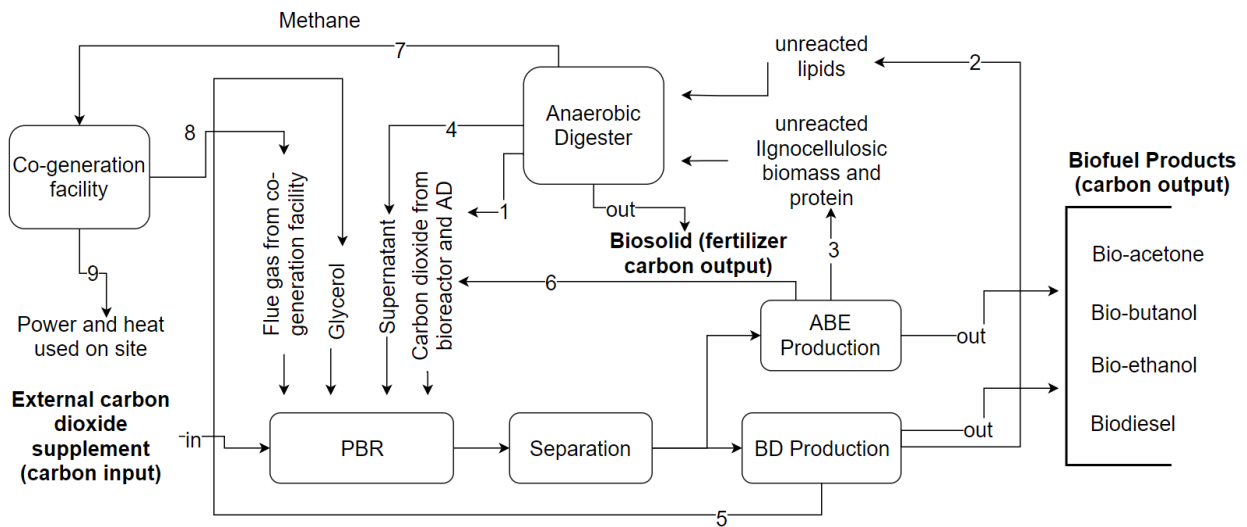 Methane
7
unreacted
lipids
2
Anaerobic
Digester
unreacted
lIgnocellulosic
biomass and
protein
Co-generation
facility
8
4
1
out
Biosolid (fertilizer
carbon output)
3
Biofuel Products
(carbon output)
Bio-acetone
Bio-butanol
Bio-ethanol
Biodiesel
9
Power and heat
used on site
Flue gas from co-
generation facility
Glycerol
Supernatant
Carbon dioxide from
bioreactor and AD
6
ABE
Production
out
External carbon
dioxide
supplement
(carbon input)
in
PBR
Separation
BD Production
out
5